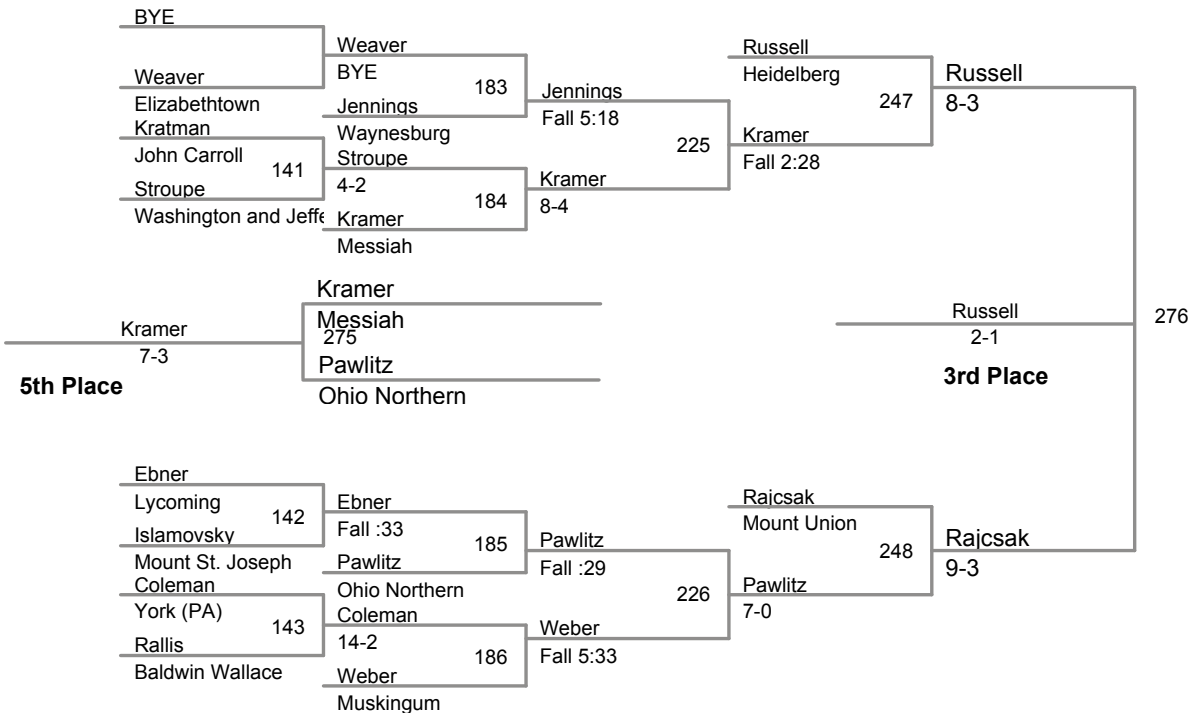 BYE
Weaver
Elizabethtown
Kratman
John Carroll
141
Stroupe
Washington and Jeffe
Weaver
BYE
183
Jennings
Waynesburg
Stroupe
4-2
184
Kramer
Messiah
Jennings
Fall 5:18
225
Kramer
8-4
Russell
Heidelberg
247
Kramer
Fall 2:28
Russell
8-3
Kramer
Messiah
275
Pawlitz
Ohio Northern
Kramer
7-3
5th Place
Russell
2-1
3rd Place
276
Ebner
Lycoming
142
Islamovsky
Mount St. Joseph
Coleman
York (PA)
143
Rallis
Baldwin Wallace
Ebner
Fall :33
185
Pawlitz
Ohio Northern
Coleman
14-2
186
Weber
Muskingum
Pawlitz
Fall :29
226
Weber
Fall 5:33
Rajcsak
Mount Union
248
Pawlitz
7-0
Rajcsak
9-3